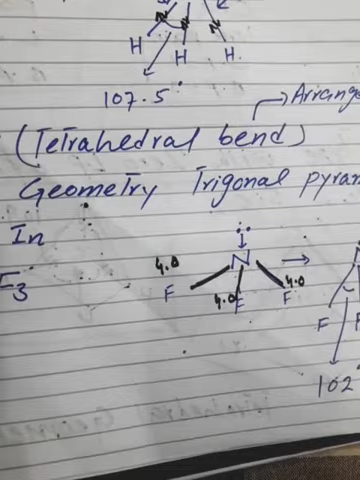 H H H
107.5°
→ Arrange
(Tetrahedral bend)
Geometry Trigonal pyram
In
N
4.0 4.0 4.0
F3
F F F
F F
102°